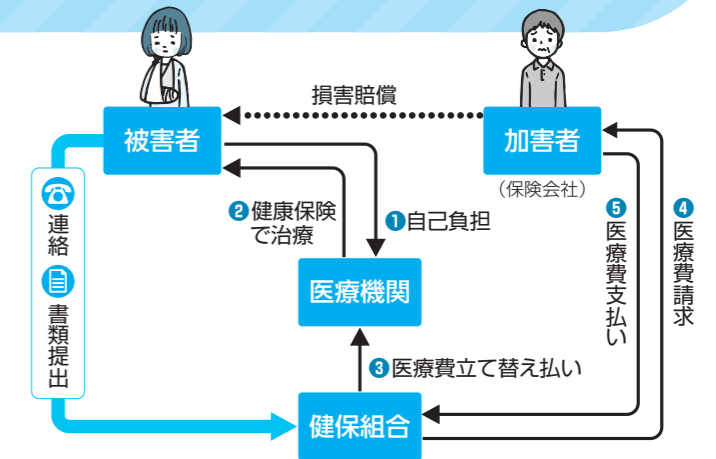 損害賠償
被害者
加害者
(保険会社)
❷健康保険
で治療
❶自己負担
連絡
書類提出
医療機関
❺医療費支払い
❹医療費請求
❸医療費立て替え払い
健保組合